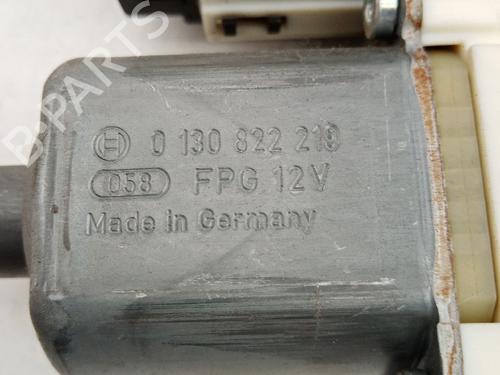 0 130 822 219
058 FPG 12V
Made in Germany
B-PARTS